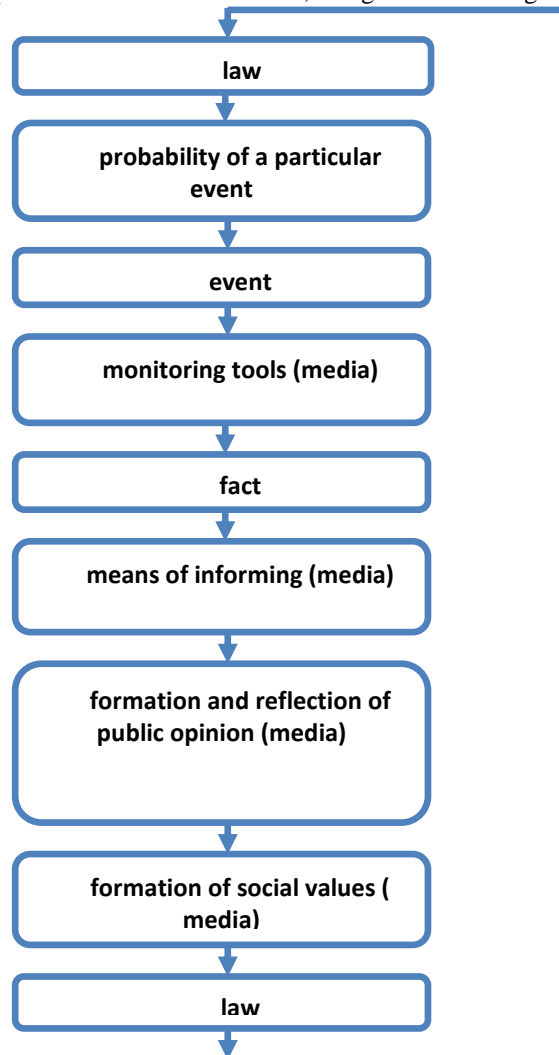 law
probability of a particular
event
event
monitoring tools (media)
fact
means of informing (media)
formation and reflection of
public opinion (media)
formation of social values (
media)
law